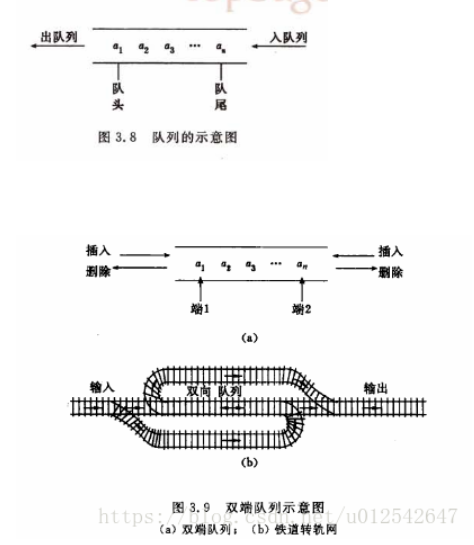 出队列 a1 a2 a3 ··· an 入队列
队头 队尾
图 3.8 队列的示意图
插入 插入
删除 a1 a2 a3 ··· an 删除
端1 端2
(a)
输入 双向 队列 输出
(b)
图 3.9 双端队列示意图
https://blog.csdn.net/u012542647
(a) 双端队列; (b) 铁道转轨网